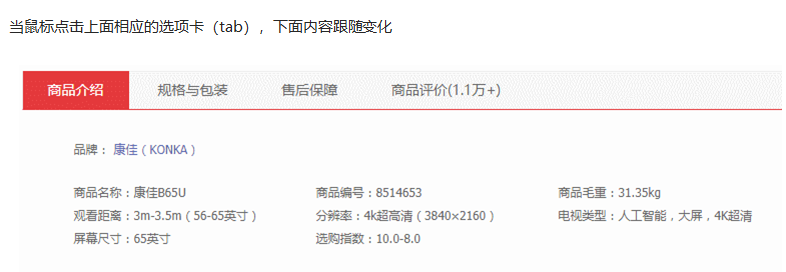 当鼠标点击上面相应的选项卡（tab），下面内容跟随变化
商品介绍 规格与包装 售后保障 商品评价(1.1万+)
品牌： 康佳（KONKA）
商品名称：康佳B65U 商品编号：8514653 商品毛重：31.35kg
观看距离：3m-3.5m（56-65英寸） 分辨率：4k超高清（3840×2160） 电视类型：人工智能，大屏，4K超清
屏幕尺寸：65英寸 选购指数：10.0-8.0